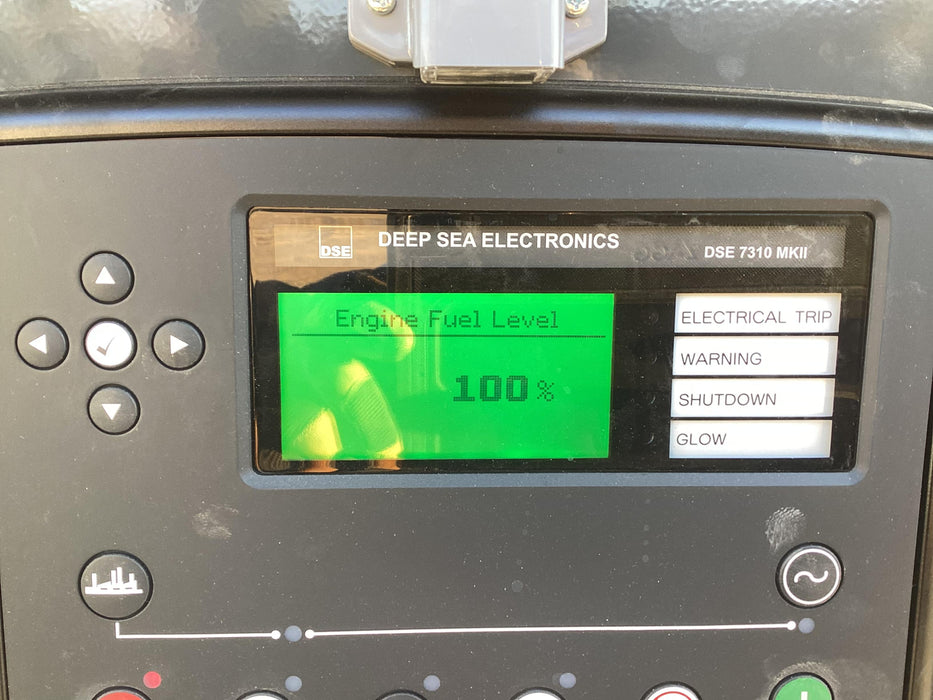 DSE
DEEP SEA ELECTRONICS
DSE 7310 MKII
Engine Fuel Level
100 %
ELECTRICAL TRIP
WARNING
SHUTDOWN
GLOW